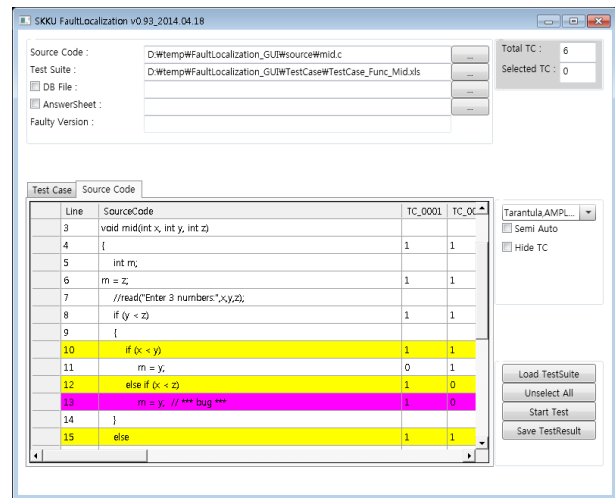 SKKU FaultLocalization v0.93_2014.04.18
Source Code :
D:₩temp₩FaultLocalization_GUI₩source₩mid.c
...
Total TC :
6
Test Suite :
D:₩temp₩FaultLocalization_GUI₩TestCase₩TestCase_Func_Mid.xls
...
Selected TC :
0
DB File :
...
AnswerSheet :
...
Faulty Version :
Test Case
Source Code
Line SourceCode TC_0001 TC_00
3 void mid(int x, int y, int z)
4 { 1 1
5 int m;
6 m = z; 1 1
7 //read("Enter 3 numbers:",x,y,z);
8 if (y < z) 1 1
9 {
10 if (x < y) 1 1
11 m = y; 0 1
12 else if (x < z) 1 0
13 m = y; // *** bug *** 1 0
14 }
15 else 1 1
Tarantula,AMPL...
Semi Auto
Hide TC
Load TestSuite
Unselect All
Start Test
Save TestResult